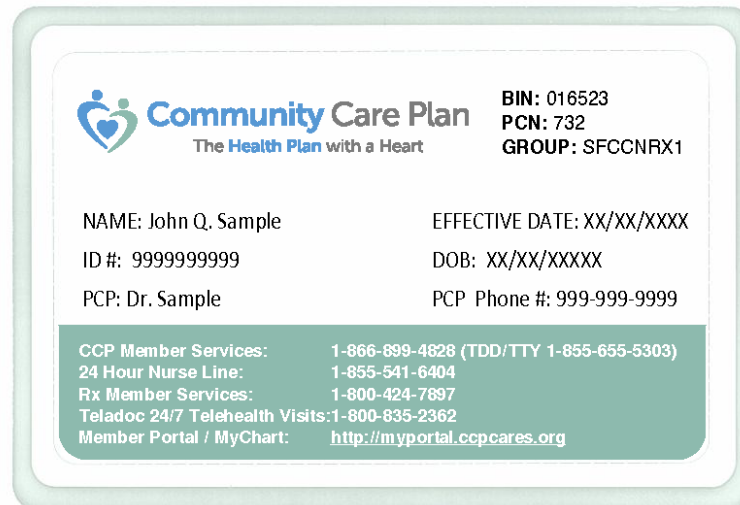 Community Care Plan
The Health Plan with a Heart
BIN: 016523
PCN: 732
GROUP: SFCCNRX1
NAME: John Q. Sample
EFFECTIVE DATE: XX/XX/XXXX
ID #: 9999999999
DOB: XX/XX/XXXXX
PCP: Dr. Sample
PCP Phone #: 999-999-9999
CCP Member Services: 1-866-899-4828 (TDD/TTY 1-855-655-5303)
24 Hour Nurse Line: 1-855-541-6404
Rx Member Services: 1-800-424-7897
Teladoc 24/7 Telehealth Visits:1-800-835-2362
Member Portal / MyChart: http://myportal.ccpcares.org